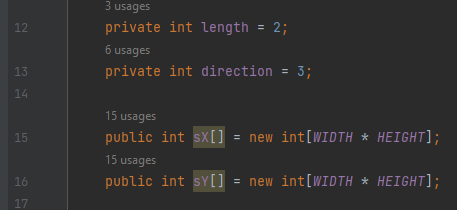 3 usages
12 private int length = 2;
6 usages
13 private int direction = 3;
14
15 usages
15 public int sX[] = new int[WIDTH * HEIGHT];
15 usages
16 public int sY[] = new int[WIDTH * HEIGHT];
17